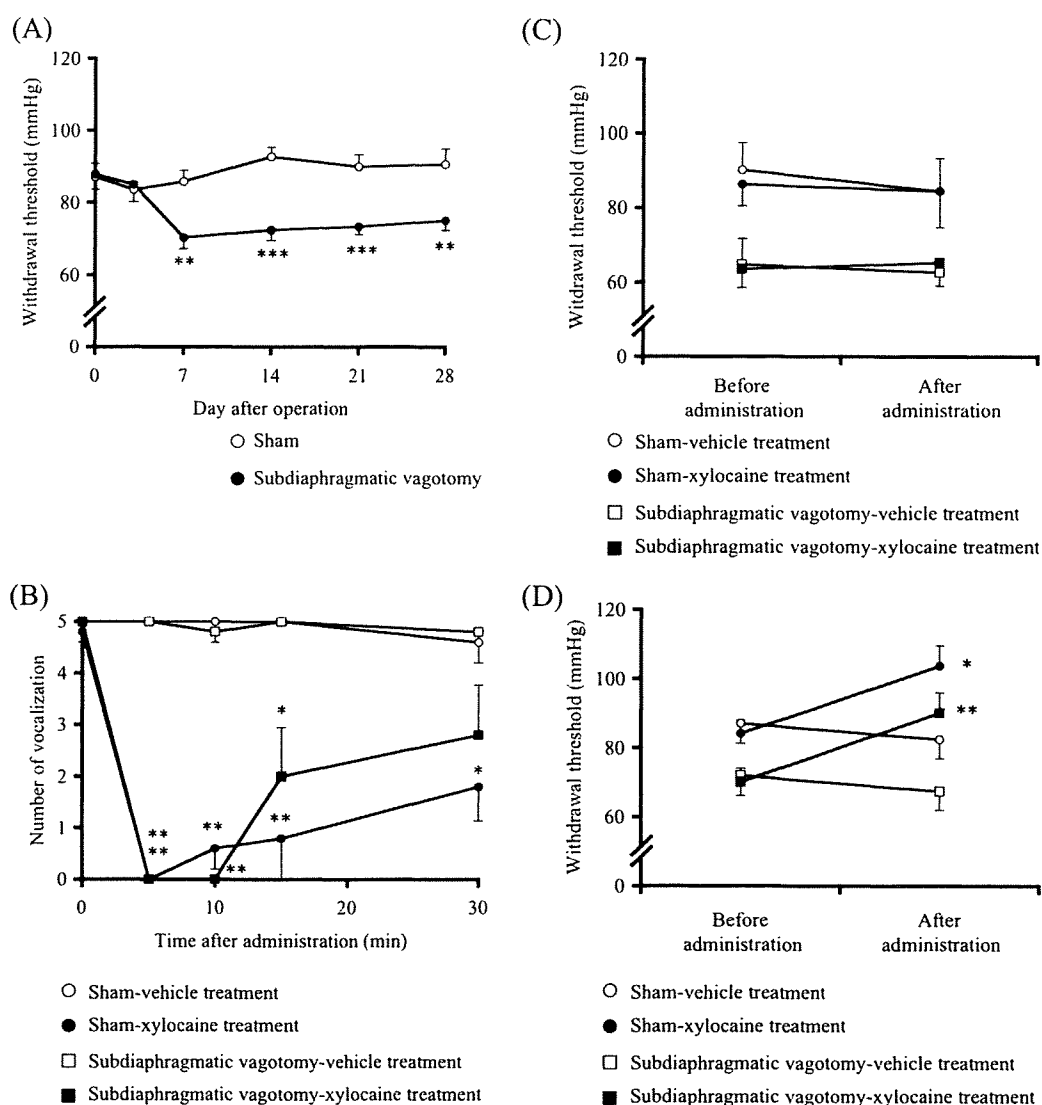 (A)
120
100
80
60
0
Withdrawal threshold (mmHg)
** *** *** **
0 7 14 21 28
Day after operation
Sham
Subdiaphragmatic vagotomy
(C)
120
100
80
60
0
Witdrawal threshold (mmHg)
Before
administration
After
administration
Sham-vehicle treatment
Sham-xylocaine treatment
Subdiaphragmatic vagotomy-vehicle treatment
Subdiaphragmatic vagotomy-xylocaine treatment
(B)
5
4
3
2
1
0
Number of vocalization
*
*
**
**
**
**
**
0 10 20 30
Time after administration (min)
Sham-vehicle treatment
Sham-xylocaine treatment
Subdiaphragmatic vagotomy-vehicle treatment
Subdiaphragmatic vagotomy-xylocaine treatment
(D)
120
100
80
60
0
Withdrawal threshold (mmHg)
*
**
Before
administration
After
administration
Sham-vehicle treatment
Sham-xylocaine treatment
Subdiaphragmatic vagotomy-vehicle treatment
Subdiaphragmatic vagotomy-xylocaine treatment